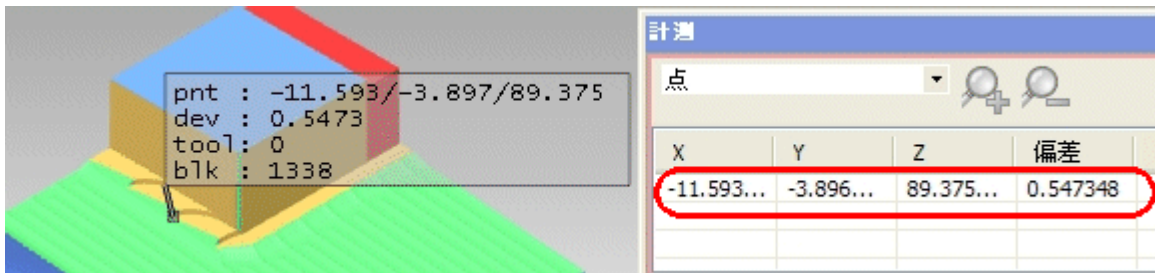 pnt : -11.593/-3.897/89.375
dev : 0.5473
tool: 0
blk : 1338
計測
点
X Y Z 偏差
-11.593... -3.896... 89.375... 0.547348